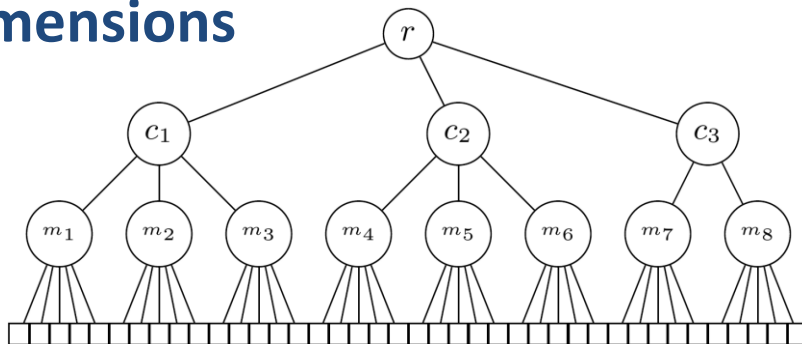 mensions
r
c₁ c₂ c₃
m₁ m₂ m₃ m₄ m₅ m₆ m₇ m₈